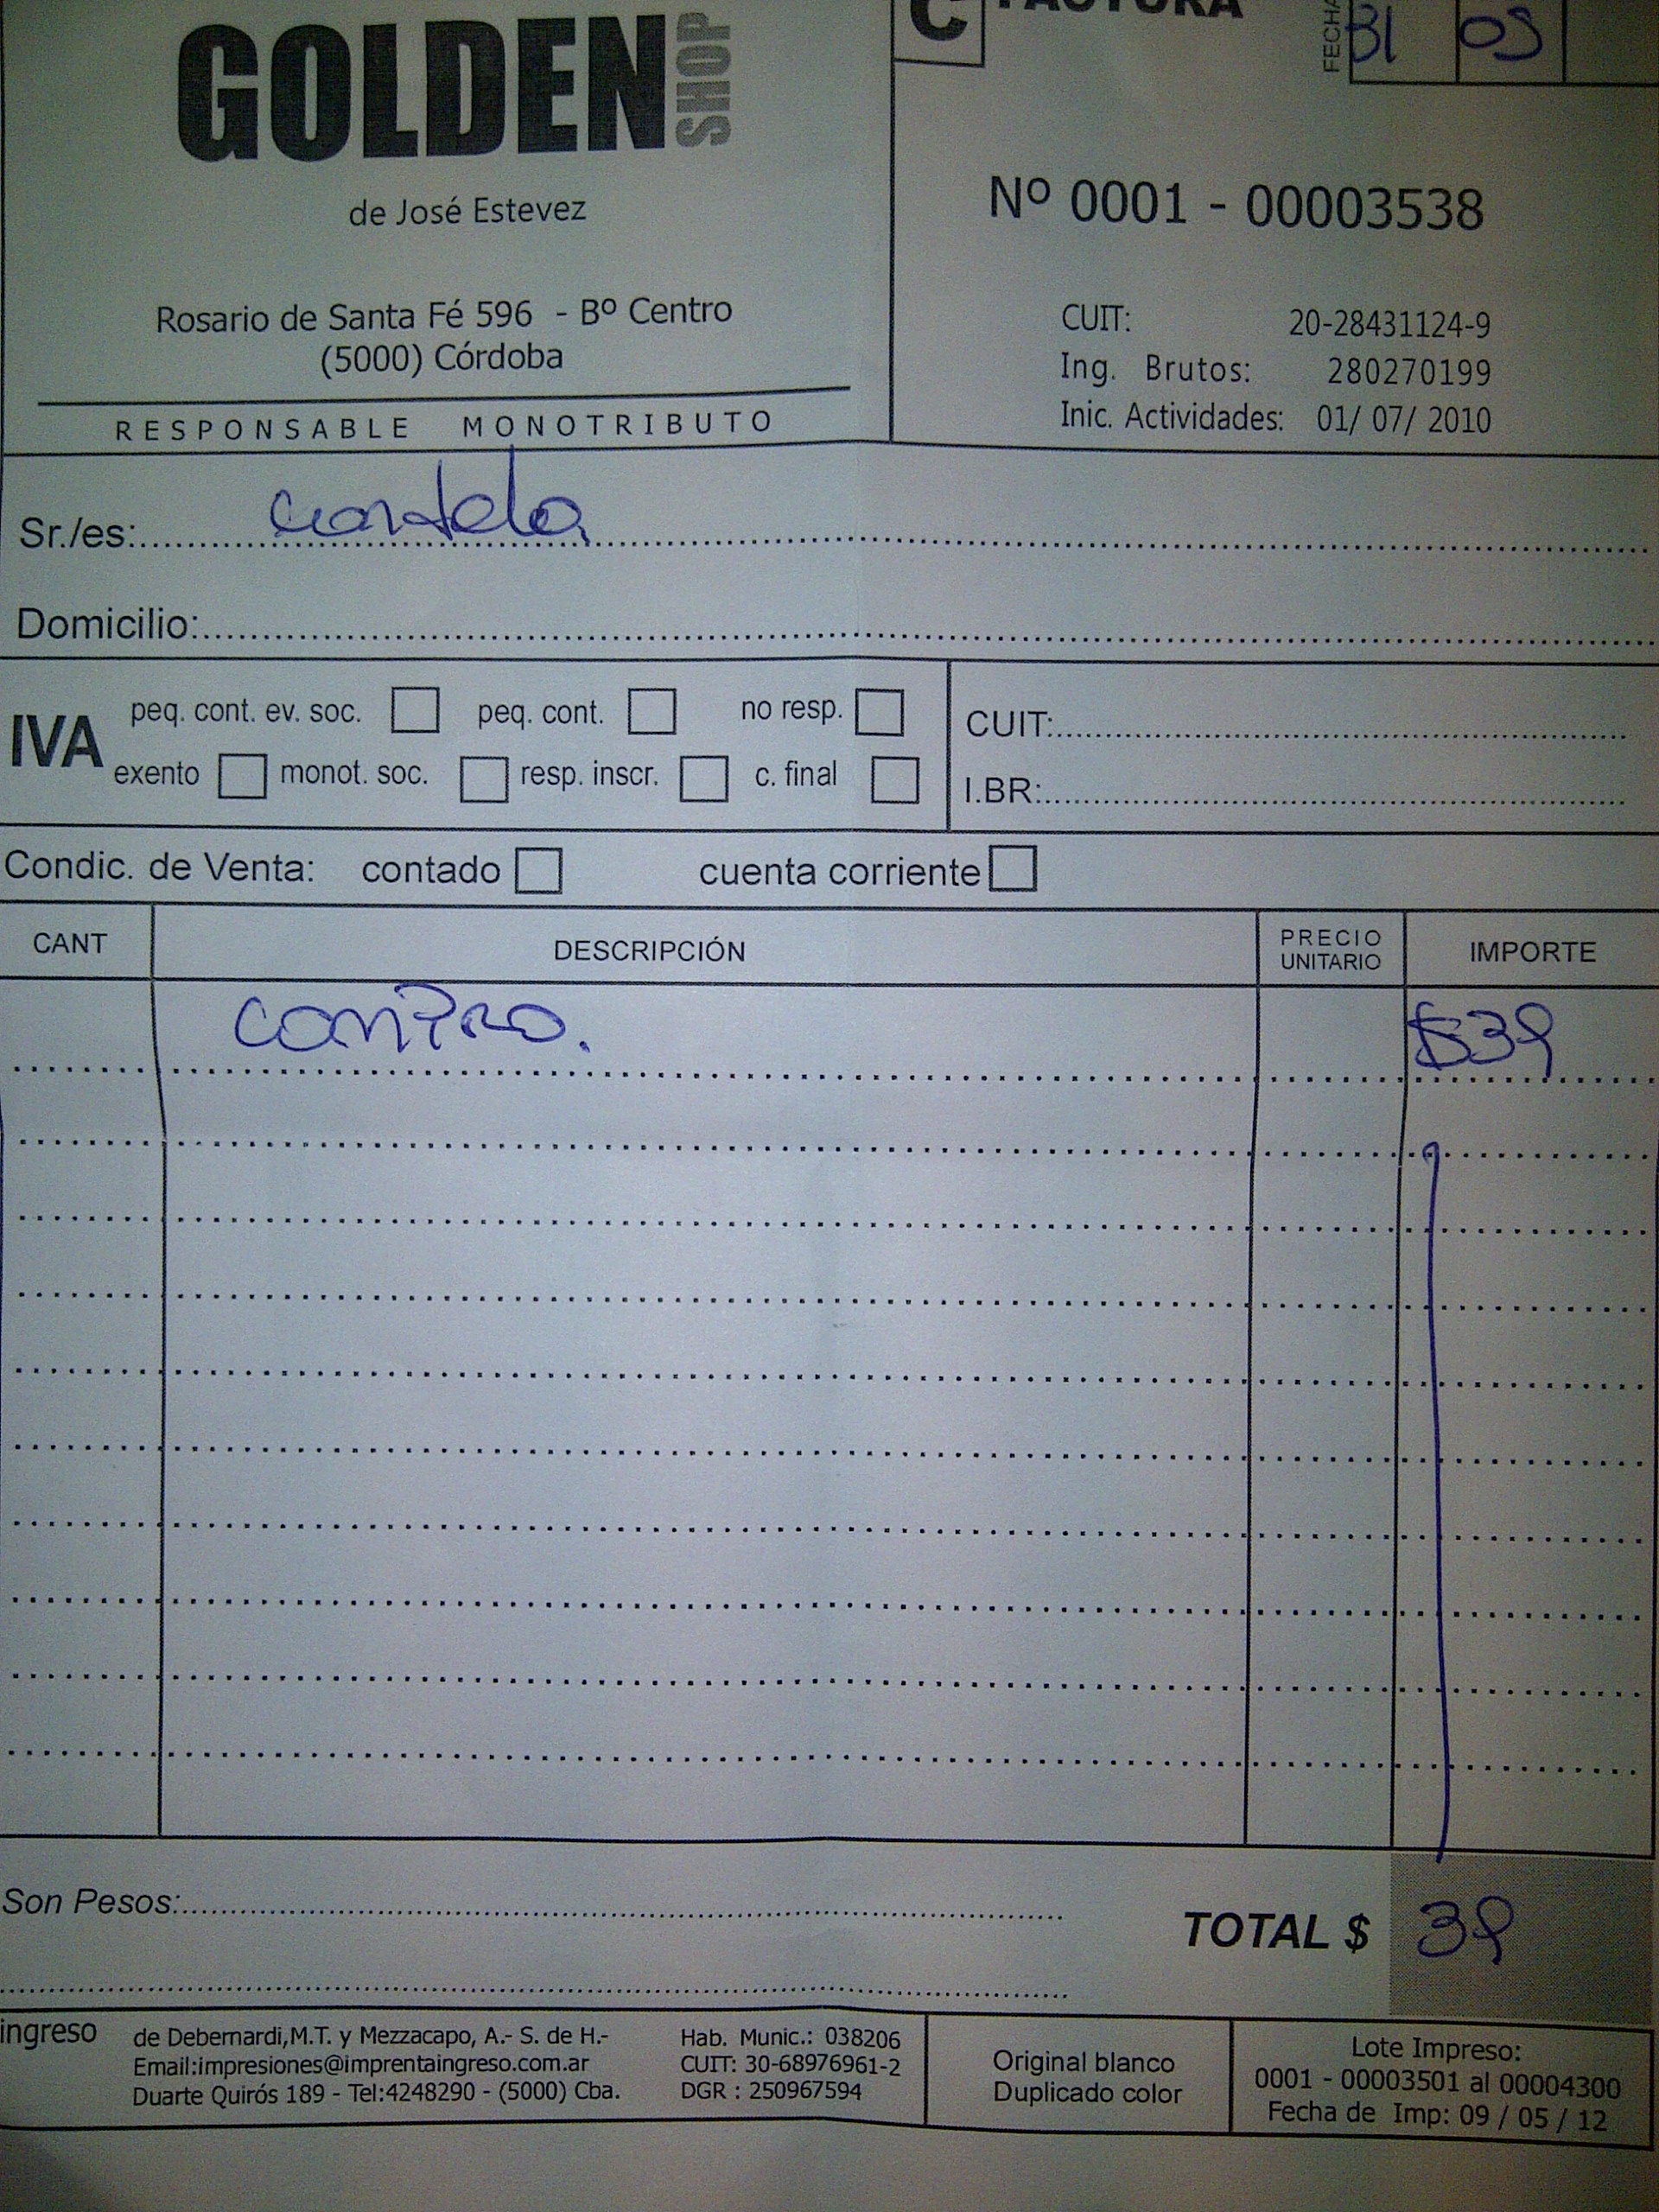 C FACTURA
FECHA 31 05
GOLDEN SHOP
de José Estevez
Nº 0001 - 00003538
Rosario de Santa Fé 596 - Bº Centro
(5000) Córdoba
CUIT: 20-28431124-9
Ing. Brutos: 280270199
Inic. Actividades: 01/ 07/ 2010
RESPONSABLE MONOTRIBUTO
Sr./es:
Domicilio:
IVA
peq. cont. ev. soc. peq. cont. no resp.
exento monot. soc. resp. inscr. c. final
CUIT:
I.BR:
Condic. de Venta: contado cuenta corriente
CANT DESCRIPCIÓN PRECIO UNITARIO IMPORTE
$39
Son Pesos:
TOTAL $ 39
ingreso
de Debernardi,M.T. y Mezzacapo, A.- S. de H.-
Email:impresiones@imprentaingreso.com.ar
Duarte Quirós 189 - Tel:4248290 - (5000) Cba.
Hab. Munic.: 038206
CUIT: 30-68976961-2
DGR : 250967594
Original blanco
Duplicado color
Lote Impreso:
0001 - 00003501 al 00004300
Fecha de Imp: 09 / 05 / 12